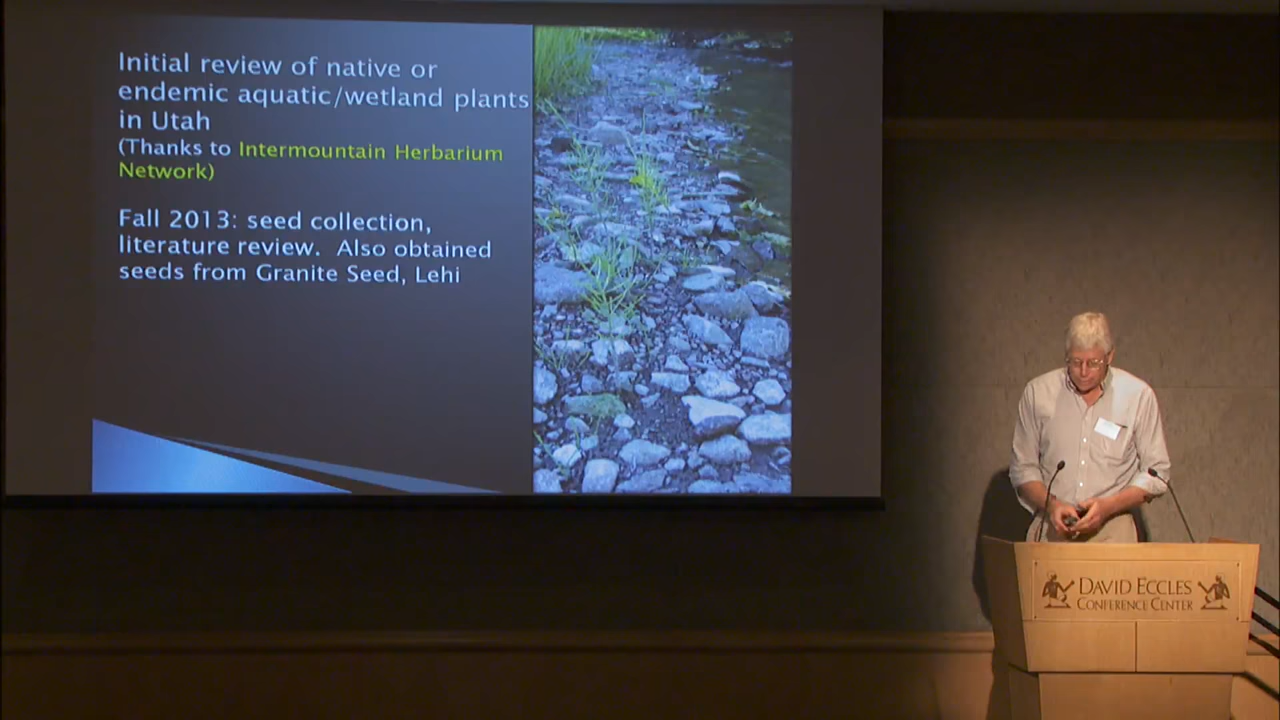 Initial review of native or
endemic aquatic/wetland plants
in Utah
(Thanks to Intermountain Herbarium
Network)
Fall 2013: seed collection,
literature review. Also obtained
seeds from Granite Seed, Lehi
DAVID ECCLES
CONFERENCE CENTER